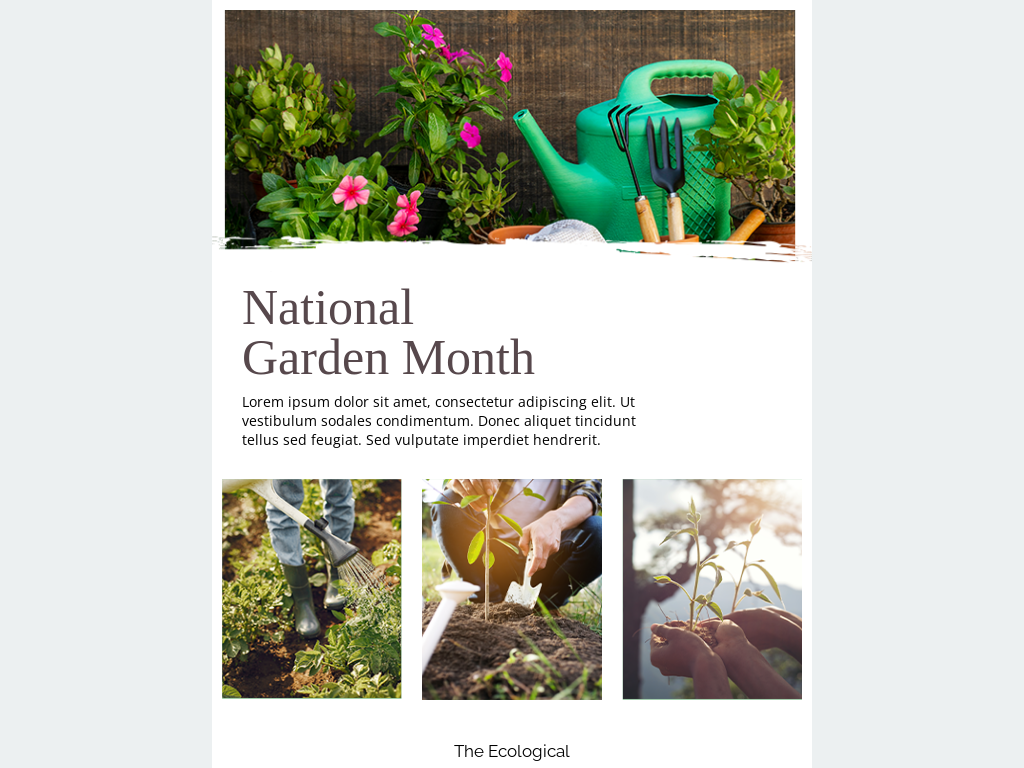 National
Garden Month
Lorem ipsum dolor sit amet, consectetur adipiscing elit. Ut
vestibulum sodales condimentum. Donec aliquet tincidunt
tellus sed feugiat. Sed vulputate imperdiet hendrerit.
The Ecological